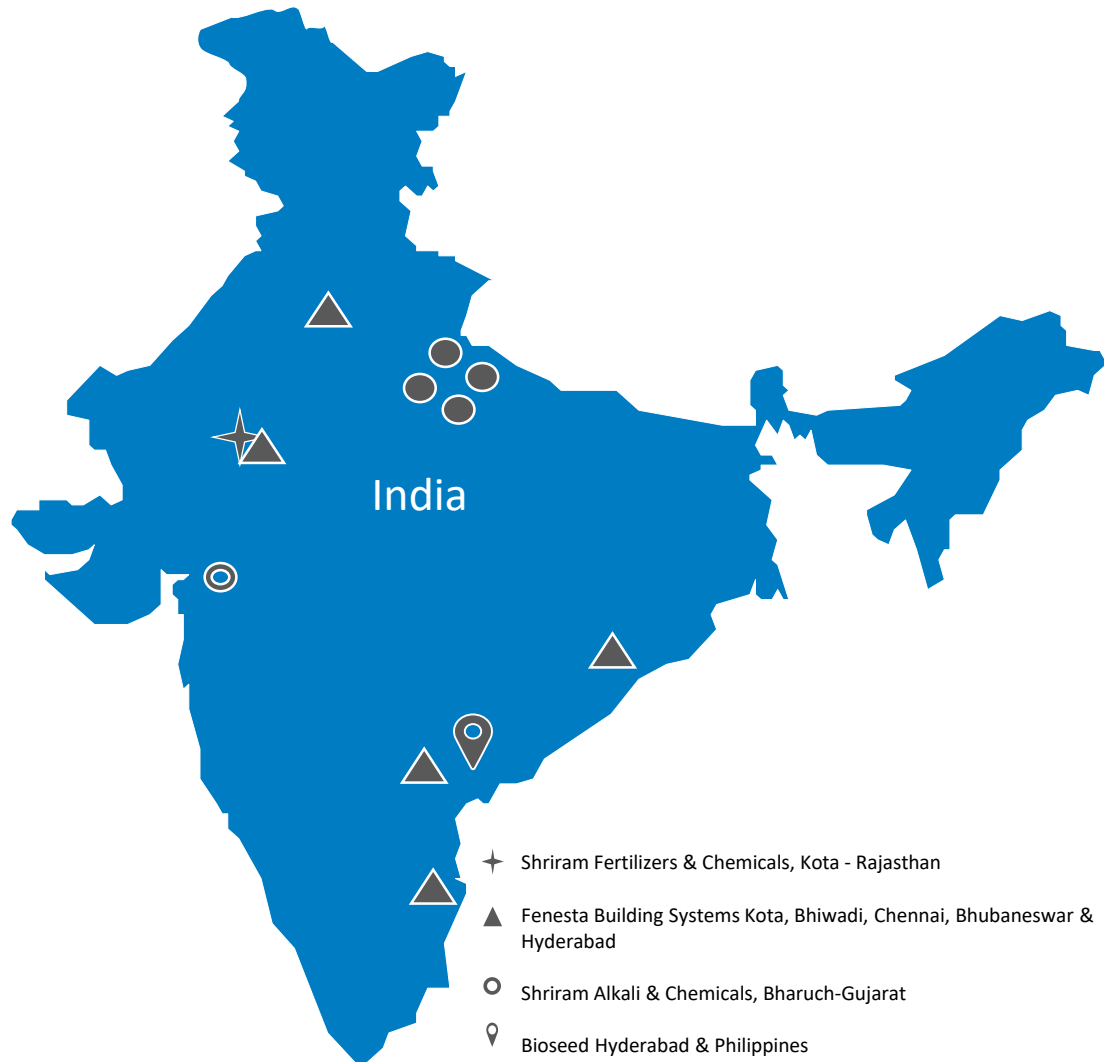 India
Shriram Fertilizers & Chemicals, Kota - Rajasthan
Fenesta Building Systems Kota, Bhiwadi, Chennai, Bhubaneswar &
Hyderabad
Shriram Alkali & Chemicals, Bharuch-Gujarat
Bioseed Hyderabad & Philippines